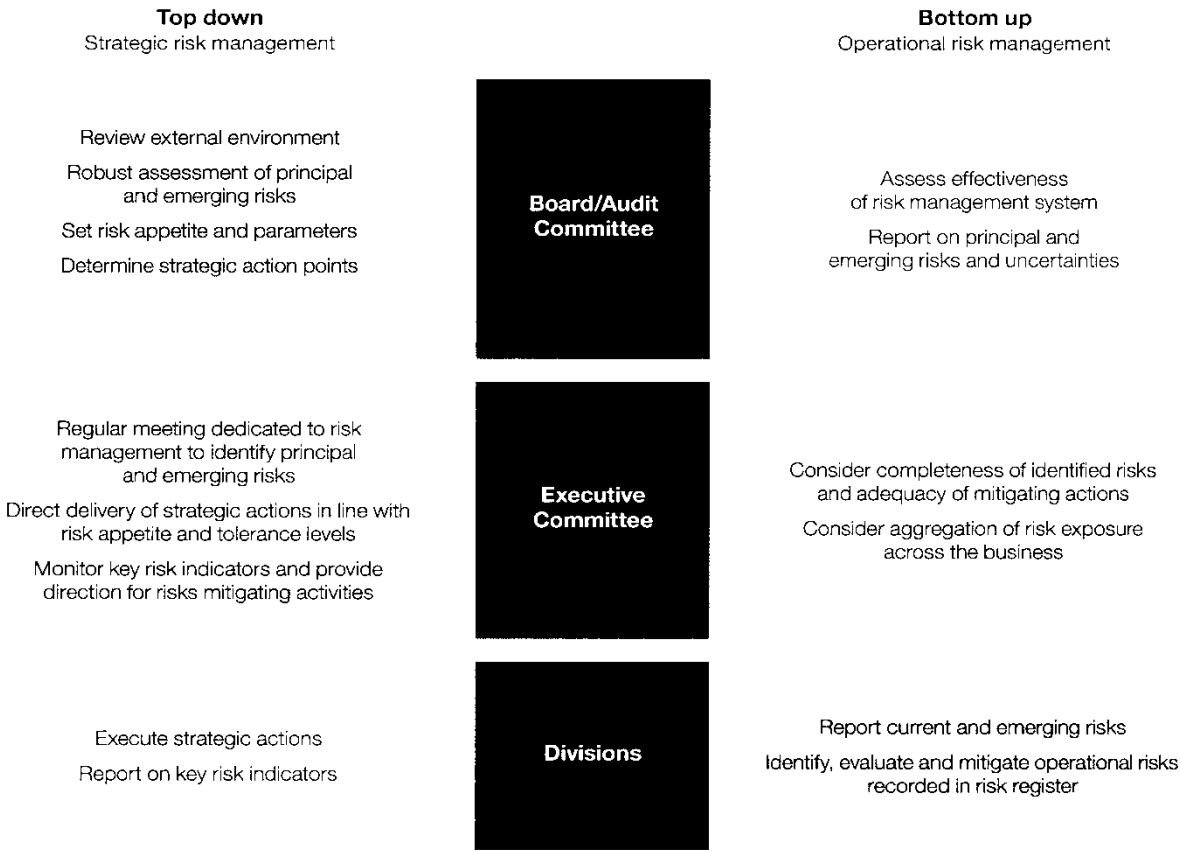 Top down
Strategic risk management
Bottom up
Operational risk management
Review external environment
Robust assessment of principal
and emerging risks
Set risk appetite and parameters
Determine strategic action points
Board/Audit
Committee
Assess effectiveness
of risk management system
Report on principal and
emerging risks and uncertainties
Regular meeting dedicated to risk
management to identify principal
and emerging risks
Direct delivery of strategic actions in line with
risk appetite and tolerance levels
Monitor key risk indicators and provide
direction for risks mitigating activities
Executive
Committee
Consider completeness of identified risks
and adequacy of mitigating actions
Consider aggregation of risk exposure
across the business
Execute strategic actions
Report on key risk indicators
Divisions
Report current and emerging risks
Identify, evaluate and mitigate operational risks
recorded in risk register